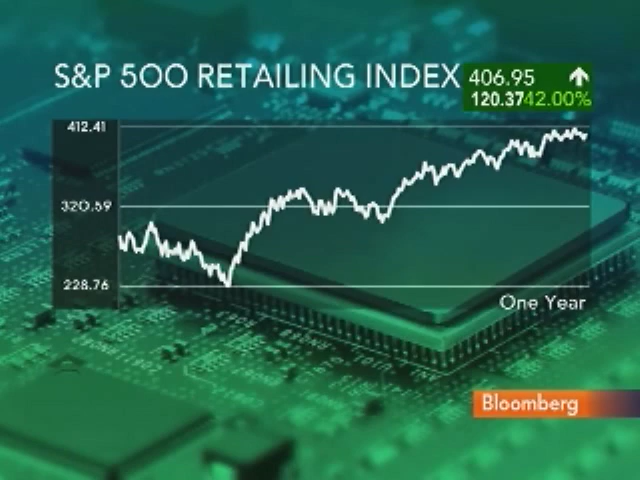 S&P 500 RETAILING INDEX
406.95
120.37 42.00%
412.41
320.59
228.76
One Year
Bloomberg